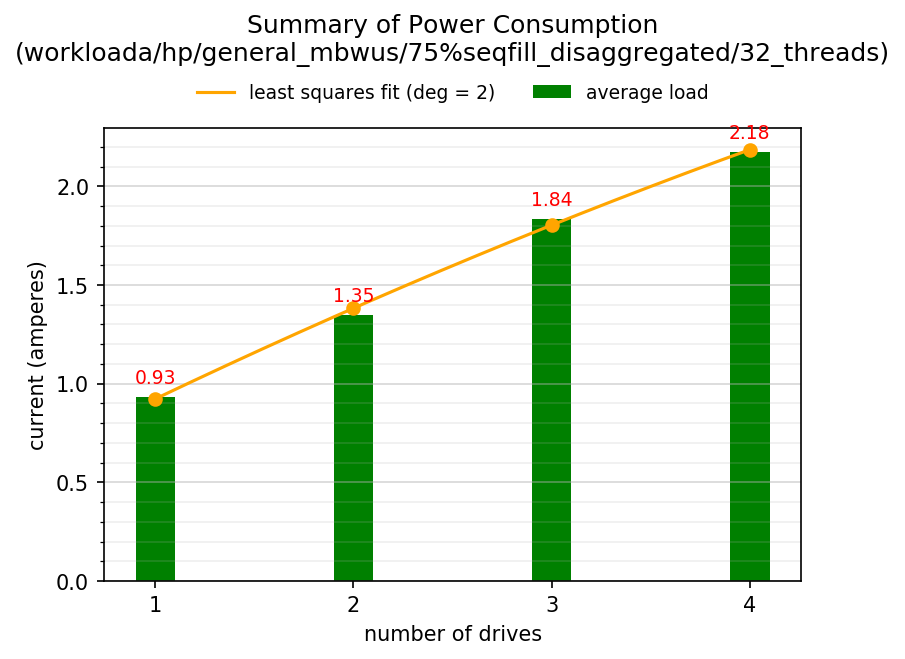 Summary of Power Consumption
(workloada/hp/general_mbwus/75%seqfill_disaggregated/32_threads)
least squares fit (deg = 2)
average load
2.18
1.84
1.35
0.93
2.0
1.5
1.0
0.5
0.0
current (amperes)
1
2
3
4
number of drives